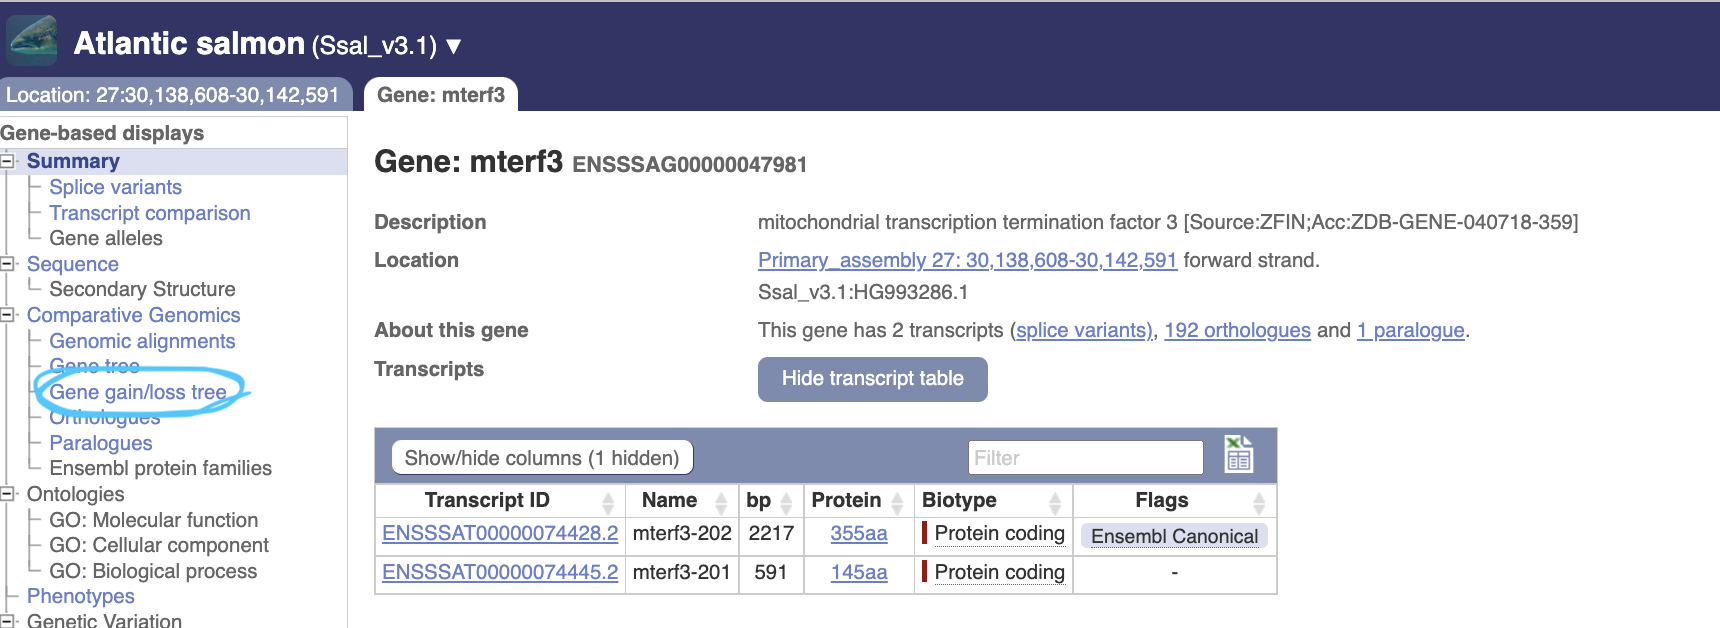 Atlantic salmon (Ssal_v3.1) ▼
Location: 27:30,138,608-30,142,591
Gene: mterf3
Gene-based displays
Summary
Splice variants
Transcript comparison
Gene alleles
Sequence
Secondary Structure
Comparative Genomics
Genomic alignments
Gene tree
Gene gain/loss tree
Orthologues
Paralogues
Ensembl protein families
Ontologies
GO: Molecular function
GO: Cellular component
GO: Biological process
Phenotypes
Genetic Variation
Gene: mterf3 ENSSSAG00000047981
Description mitochondrial transcription termination factor 3 [Source:ZFIN;Acc:ZDB-GENE-040718-359]
Location Primary_assembly 27: 30,138,608-30,142,591 forward strand.
Ssal_v3.1:HG993286.1
About this gene This gene has 2 transcripts (splice variants), 192 orthologues and 1 paralogue.
Transcripts Hide transcript table
Show/hide columns (1 hidden) Filter
Transcript ID Name bp Protein Biotype Flags
ENSSSAT00000074428.2 mterf3-202 2217 355aa Protein coding Ensembl Canonical
ENSSSAT00000074445.2 mterf3-201 591 145aa Protein coding -